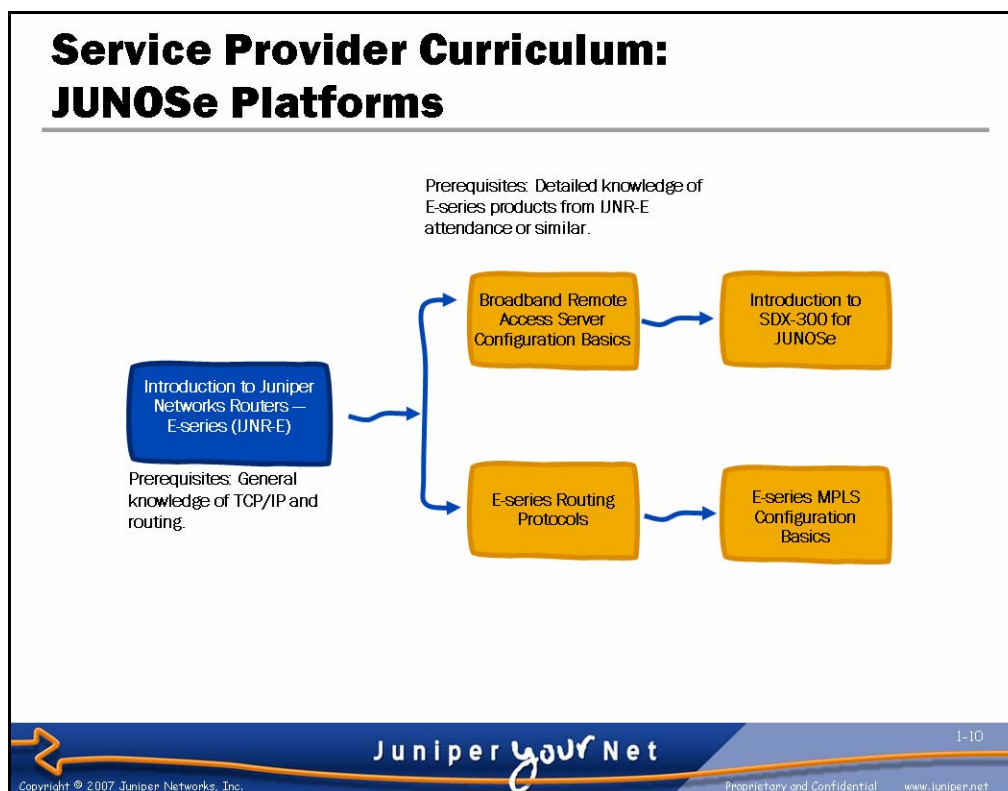 Service Provider Curriculum:
JUNOSe Platforms
Prerequisites: Detailed knowledge of
E-series products from IJNR-E
attendance or similar.
Broadband Remote
Access Server
Configuration Basics
Introduction to
SDX-300 for
JUNOSe
Introduction to Juniper
Networks Routers —
E-series (IJNR-E)
Prerequisites: General
knowledge of TCP/IP and
routing.
E-series Routing
Protocols
E-series MPLS
Configuration
Basics
1-10
Juniper your Net
Copyright © 2007 Juniper Networks, Inc.
Proprietary and Confidential
www.juniper.net